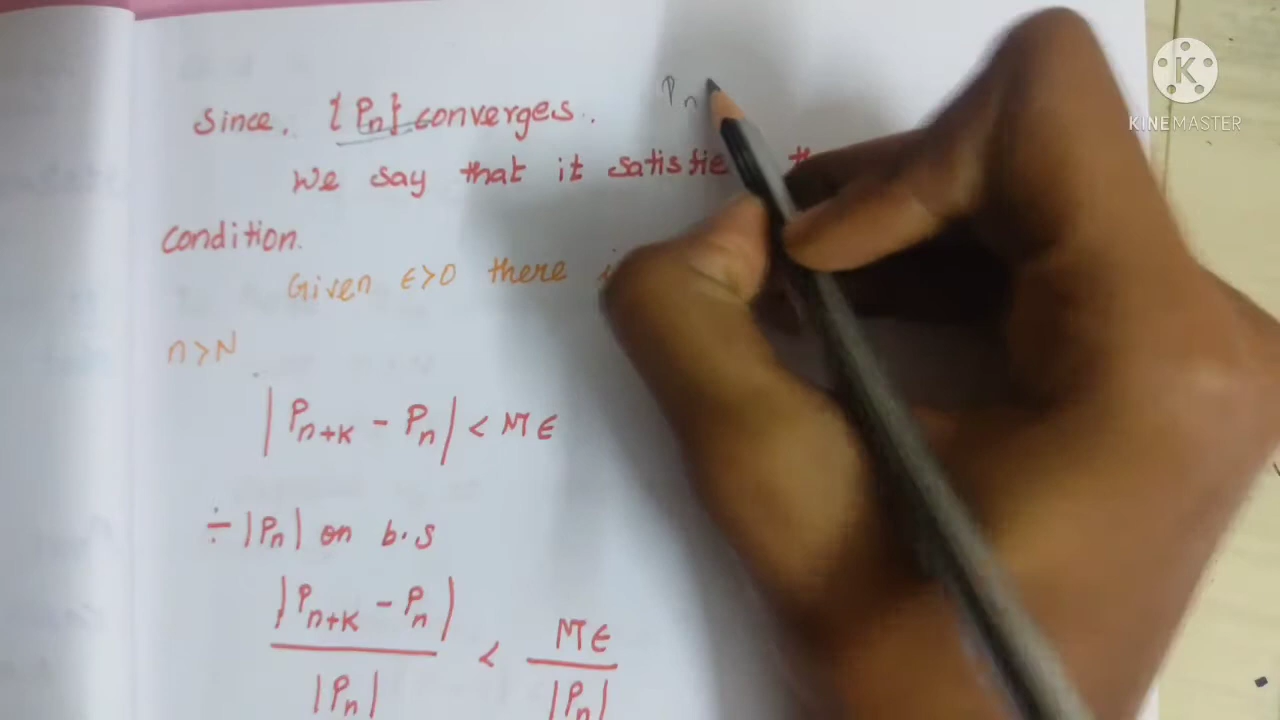 Pn
since. {Pn} converges.
We say that it satisfie
condition.
Given ϵ>0 there
n>N
|Pn+k - Pn| < Mϵ
÷ |Pn| on b.s
|Pn+k - Pn| / |Pn| < Mϵ / |Pn|
K
KINEMASTER